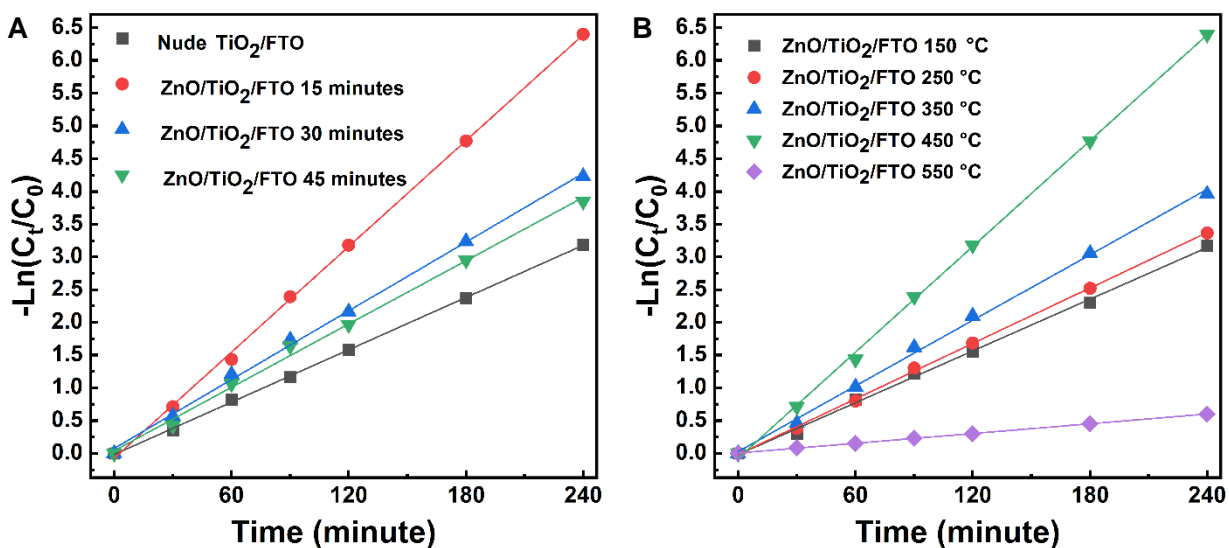 A
-Ln(Ct/C0)
6.5
6.0
5.5
5.0
4.5
4.0
3.5
3.0
2.5
2.0
1.5
1.0
0.5
0.0
Nude TiO2/FTO
ZnO/TiO2/FTO 15 minutes
ZnO/TiO2/FTO 30 minutes
ZnO/TiO2/FTO 45 minutes
0 60 120 180 240
Time (minute)
B
-Ln(Ct/C0)
6.5
6.0
5.5
5.0
4.5
4.0
3.5
3.0
2.5
2.0
1.5
1.0
0.5
0.0
ZnO/TiO2/FTO 150 °C
ZnO/TiO2/FTO 250 °C
ZnO/TiO2/FTO 350 °C
ZnO/TiO2/FTO 450 °C
ZnO/TiO2/FTO 550 °C
0 60 120 180 240
Time (minute)